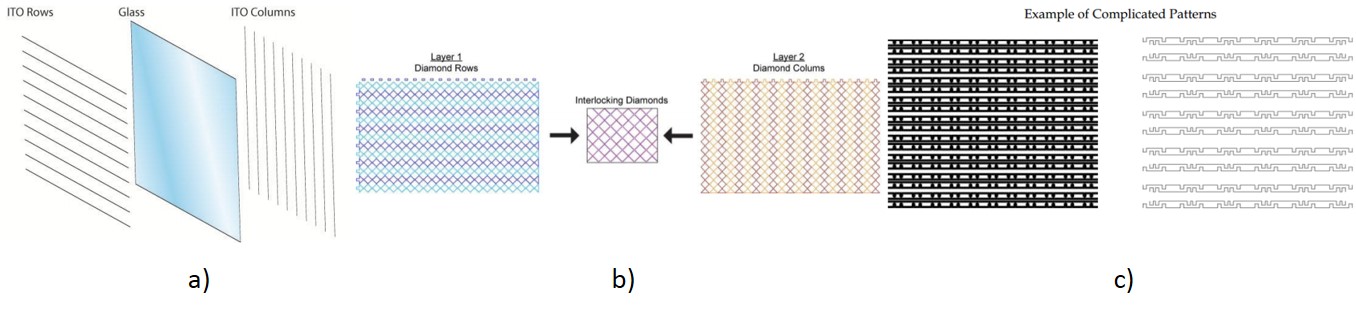 ITO Rows
Glass
ITO Columns
Layer 1
Diamond Rows
Interlocking Diamonds
Layer 2
Diamond Colums
Example of Complicated Patterns
a)
b)
c)